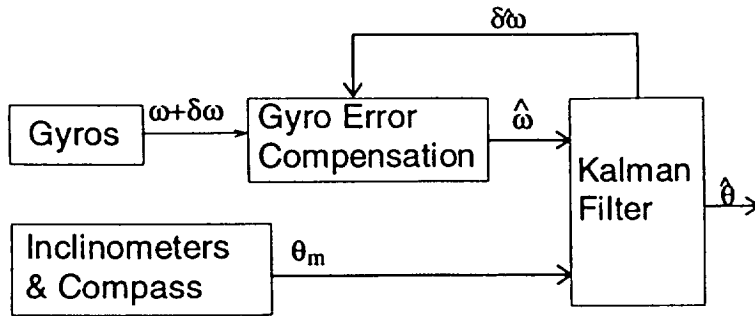 δω̂
Gyros
ω+δω
Gyro Error
Compensation
ω̂
Kalman
Filter
θ̂
Inclinometers
& Compass
θₘ